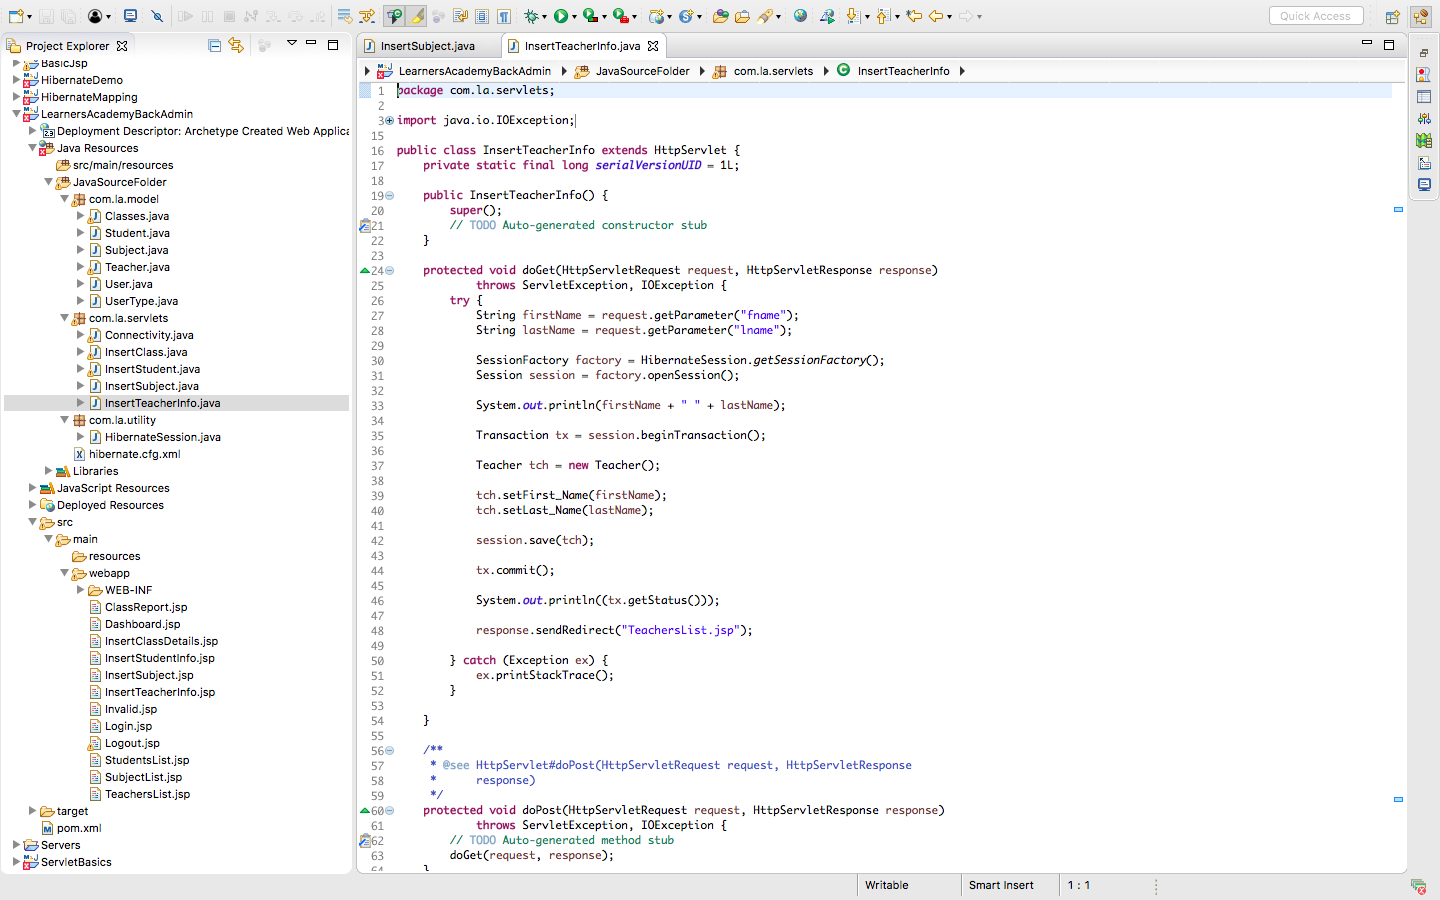 Quick Access
Project Explorer
BasicJsp
HibernateDemo
HibernateMapping
LearnersAcademyBackAdmin
Deployment Descriptor: Archetype Created Web Applica
Java Resources
src/main/resources
JavaSourceFolder
com.la.model
Classes.java
Student.java
Subject.java
Teacher.java
User.java
UserType.java
com.la.servlets
Connectivity.java
InsertClass.java
InsertStudent.java
InsertSubject.java
InsertTeacherInfo.java
com.la.utility
HibernateSession.java
hibernate.cfg.xml
Libraries
JavaScript Resources
Deployed Resources
src
main
resources
webapp
WEB-INF
ClassReport.jsp
Dashboard.jsp
InsertClassDetails.jsp
InsertStudentInfo.jsp
InsertSubject.jsp
InsertTeacherInfo.jsp
Invalid.jsp
Login.jsp
Logout.jsp
StudentsList.jsp
SubjectList.jsp
TeachersList.jsp
target
pom.xml
Servers
ServletBasics
InsertSubject.java InsertTeacherInfo.java
LearnersAcademyBackAdmin JavaSourceFolder com.la.servlets InsertTeacherInfo
1 package com.la.servlets;
2
3 import java.io.IOException;
15
16 public class InsertTeacherInfo extends HttpServlet {
17 private static final long serialVersionUID = 1L;
18
19 public InsertTeacherInfo() {
20 super();
21 // TODO Auto-generated constructor stub
22 }
23
24 protected void doGet(HttpServletRequest request, HttpServletResponse response)
25 throws ServletException, IOException {
26 try {
27 String firstName = request.getParameter("fname");
28 String lastName = request.getParameter("lname");
29
30 SessionFactory factory = HibernateSession.getSessionFactory();
31 Session session = factory.openSession();
32
33 System.out.println(firstName + " " + lastName);
34
35 Transaction tx = session.beginTransaction();
36
37 Teacher tch = new Teacher();
38
39 tch.setFirst_Name(firstName);
40 tch.setLast_Name(lastName);
41
42 session.save(tch);
43
44 tx.commit();
45
46 System.out.println((tx.getStatus()));
47
48 response.sendRedirect("TeachersList.jsp");
49
50 } catch (Exception ex) {
51 ex.printStackTrace();
52 }
53
54 }
55
56 /**
57 * @see HttpServlet#doPost(HttpServletRequest request, HttpServletResponse
58 * response)
59 */
60 protected void doPost(HttpServletRequest request, HttpServletResponse response)
61 throws ServletException, IOException {
62 // TODO Auto-generated method stub
63 doGet(request, response);
64 }
Writable Smart Insert 1 : 1